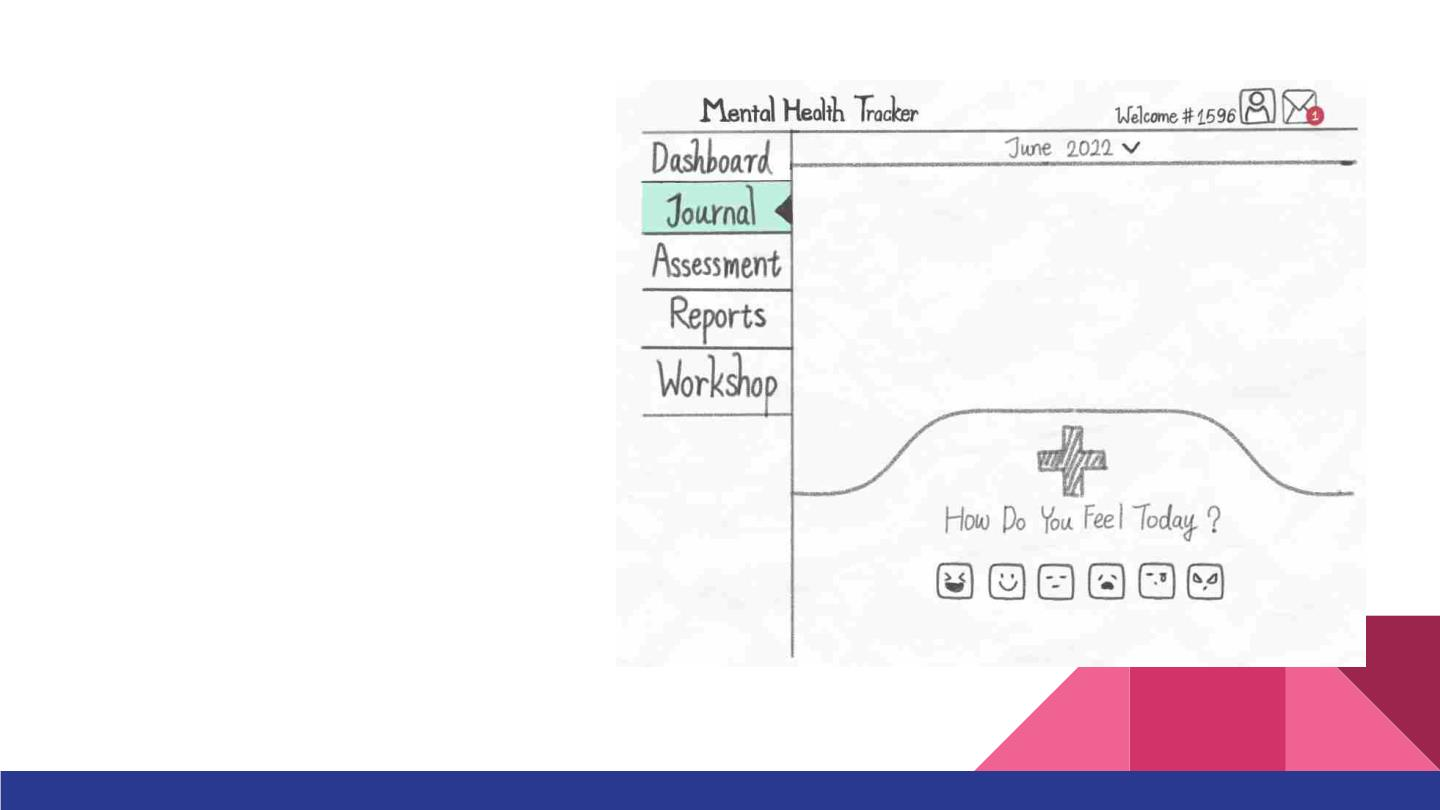 Mental Health Tracker
Welcome #1596
1
June 2022
Dashboard
Journal
Assessment
Reports
Workshop
How Do You Feel Today ?